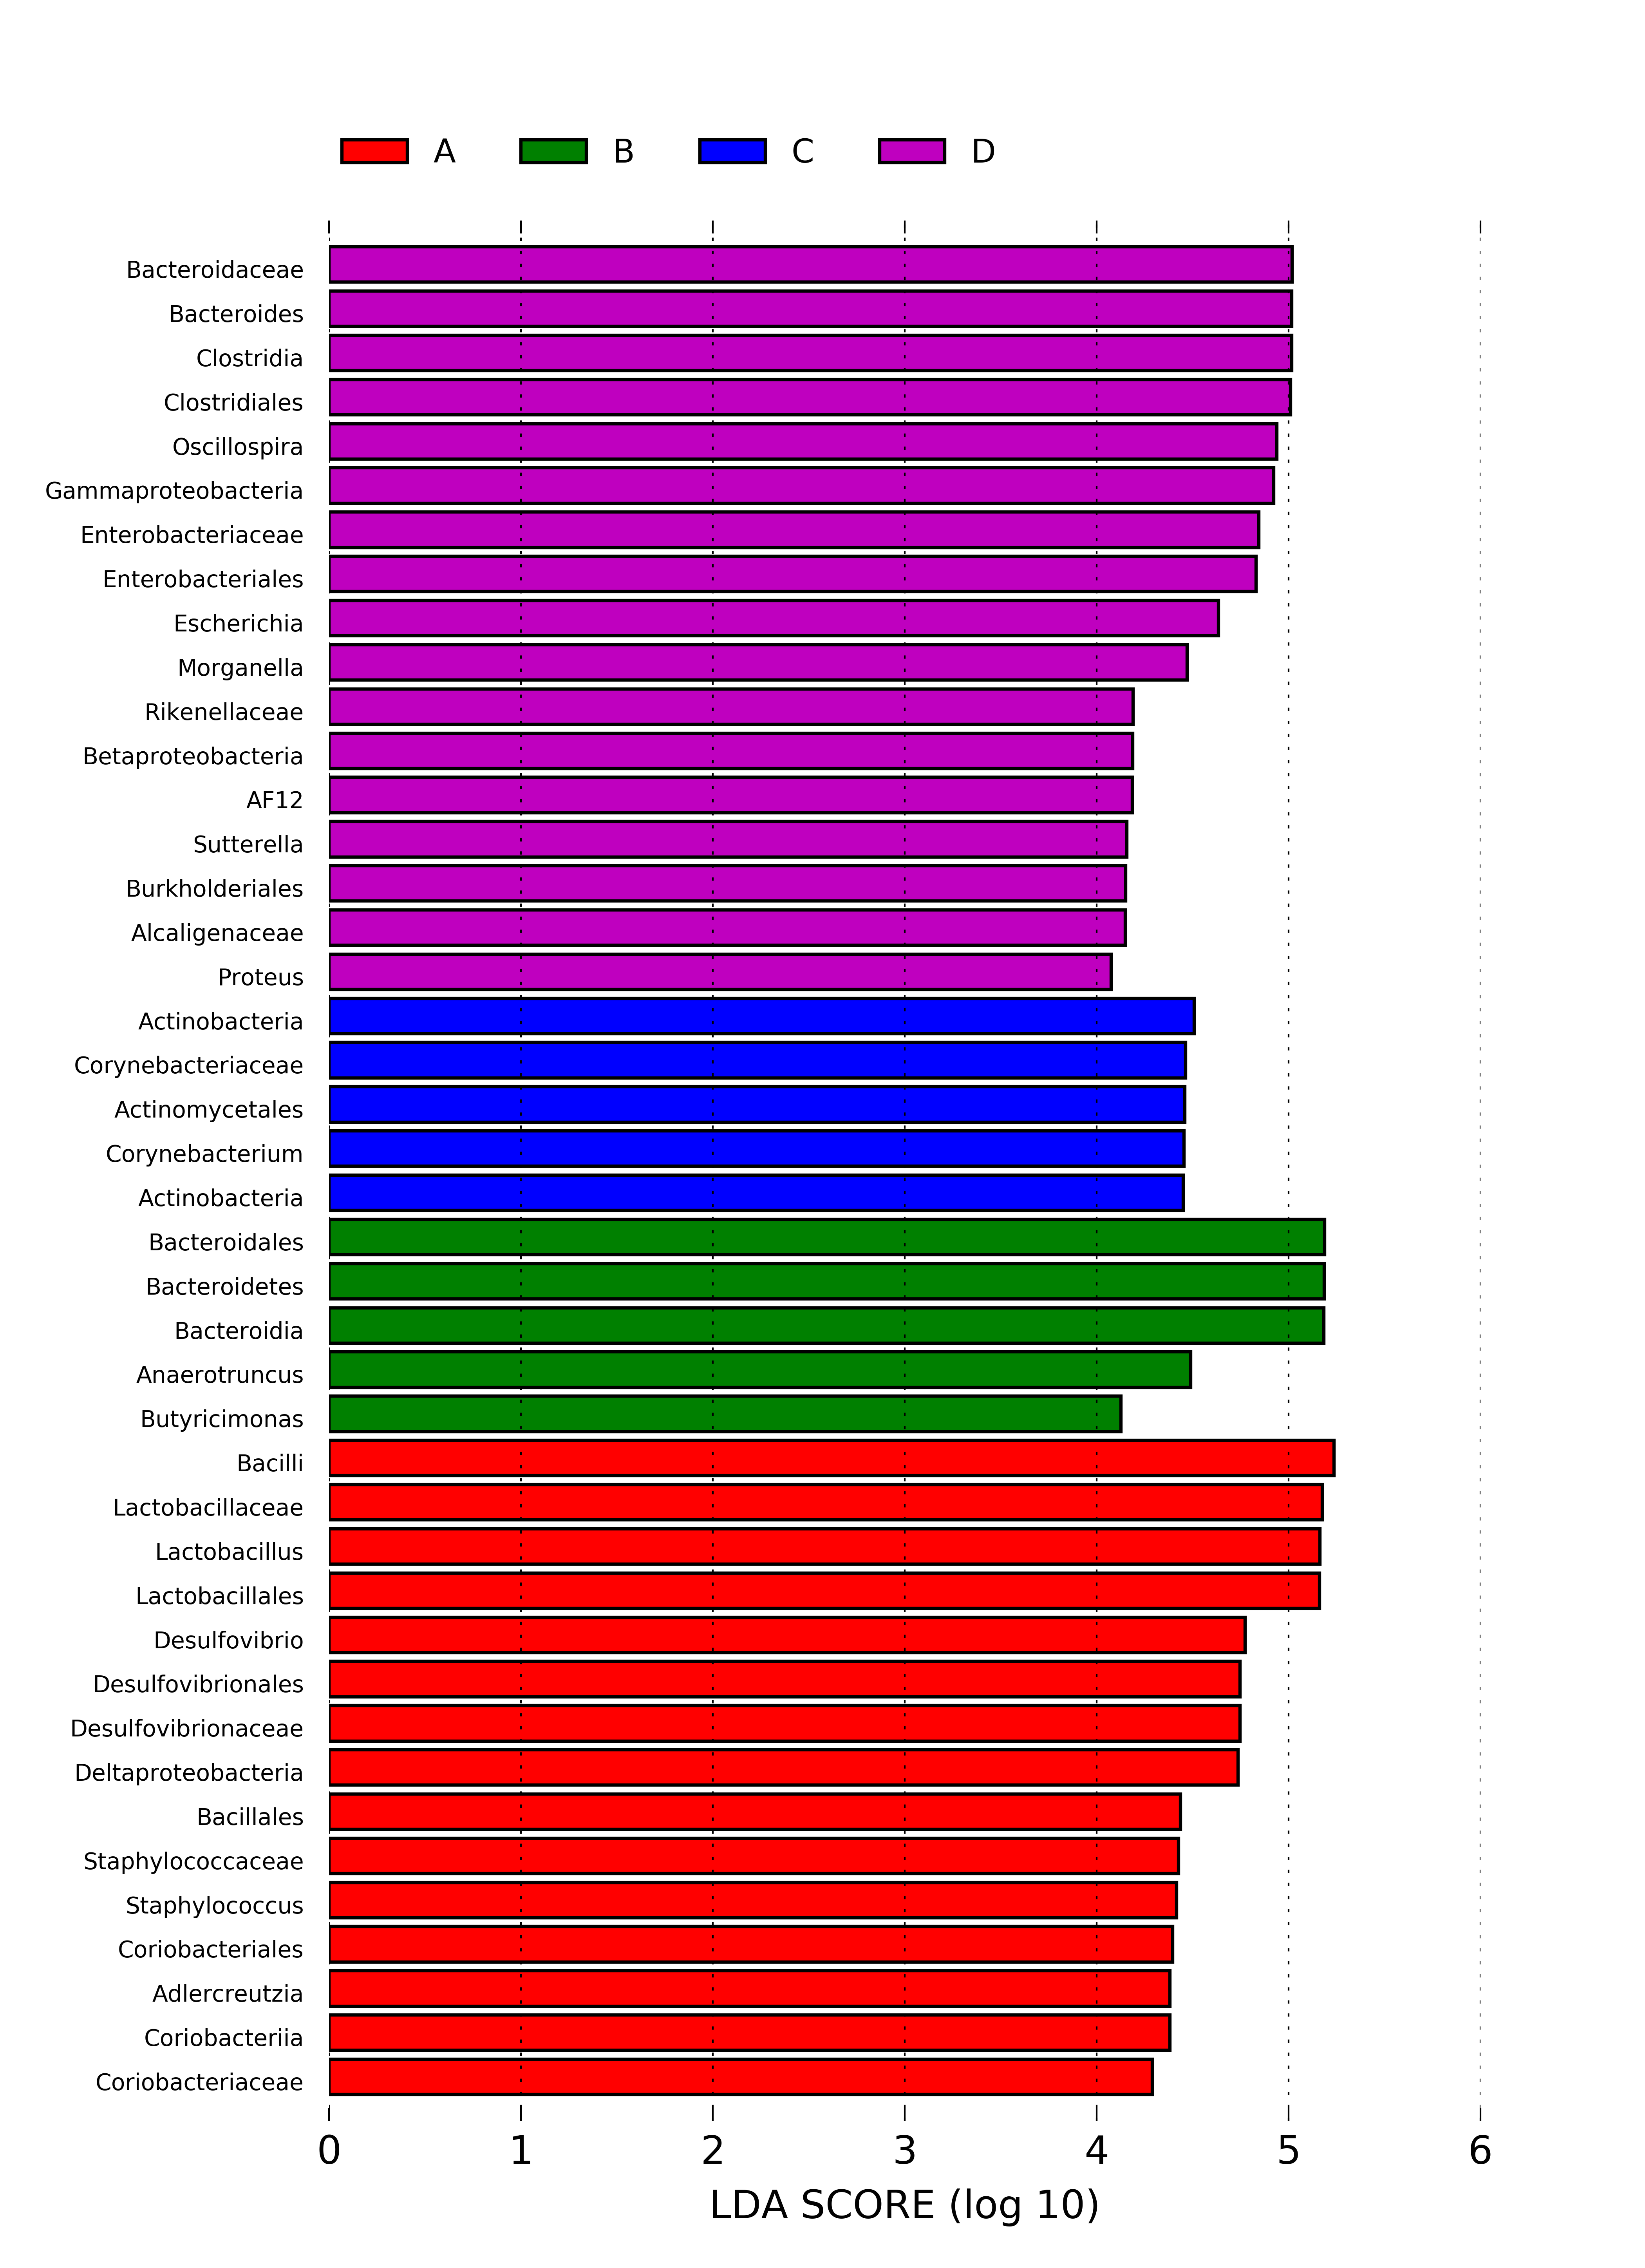 A B C D
Bacteroidaceae
Bacteroides
Clostridia
Clostridiales
Oscillospira
Gammaproteobacteria
Enterobacteriaceae
Enterobacteriales
Escherichia
Morganella
Rikenellaceae
Betaproteobacteria
AF12
Sutterella
Burkholderiales
Alcaligenaceae
Proteus
Actinobacteria
Corynebacteriaceae
Actinomycetales
Corynebacterium
Actinobacteria
Bacteroidales
Bacteroidetes
Bacteroidia
Anaerotruncus
Butyricimonas
Bacilli
Lactobacillaceae
Lactobacillus
Lactobacillales
Desulfovibrio
Desulfovibrionales
Desulfovibrionaceae
Deltaproteobacteria
Bacillales
Staphylococcaceae
Staphylococcus
Coriobacteriales
Adlercreutzia
Coriobacteriia
Coriobacteriaceae
0 1 2 3 4 5 6
LDA SCORE (log 10)